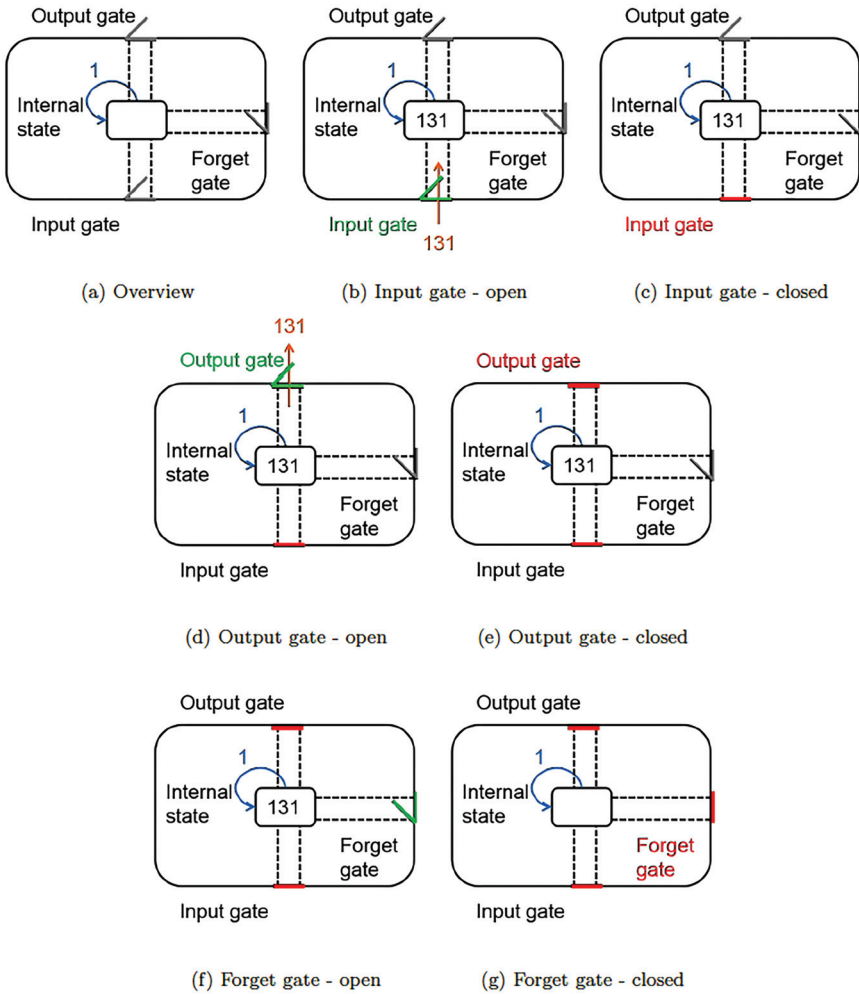 Output gate
1
Internal
state
Forget
gate
Input gate
(a) Overview
Output gate
1
Internal
state
131
Forget
gate
Input gate
131
(b) Input gate - open
Output gate
1
Internal
state
131
Forget
gate
Input gate
(c) Input gate - closed
131
Output gate
1
Internal
state
131
Forget
gate
Input gate
(d) Output gate - open
Output gate
1
Internal
state
131
Forget
gate
Input gate
(e) Output gate - closed
Output gate
1
Internal
state
131
Forget
gate
Input gate
(f) Forget gate - open
Output gate
1
Internal
state
Forget
gate
Input gate
(g) Forget gate - closed